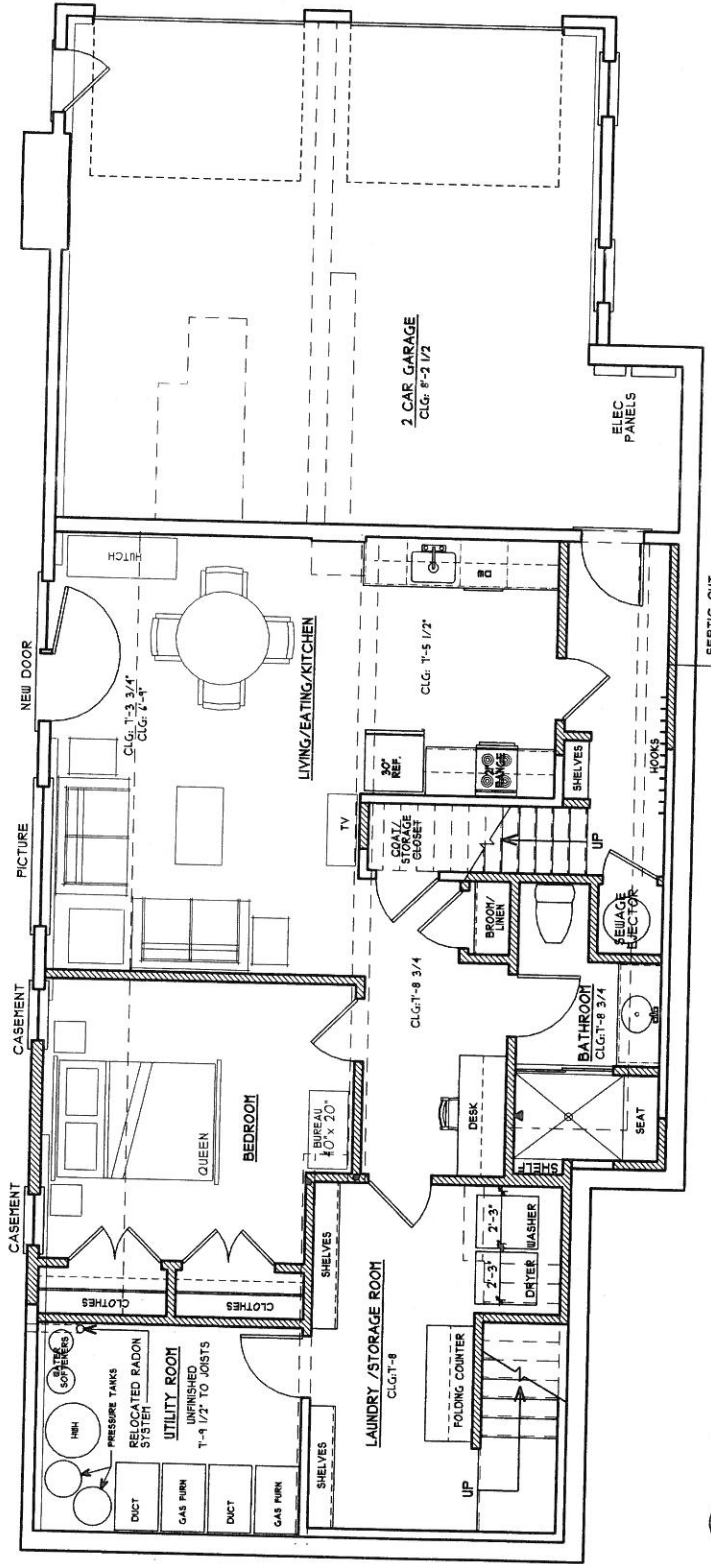 NEW DOOR
PICTURE
CASEMENT
CASEMENT
HUTCH
CLG: 7'-3 3/4"
CLG: 6'-9"
LIVING/EATING/KITCHEN
CLG: 7'-5 1/2"
30"
REF.
RANGE
TV
2 CAR GARAGE
CLG: 8'-2 1/2
ELEC
PANELS
COAT/
STORAGE
CLOSET
UP
SHELVES
HOOKS
SEPTIC OUT
SEWAGE
EJECTOR
BROOM/
LINEN
CLG:7'-8 3/4
BATHROOM
CLG:7'-8 3/4
SEAT
SHELF
DESK
QUEEN
BEDROOM
BUREAU
40" x 20"
CLOTHES
CLOTHES
WATER
SOFTENERS
PRESSURE TANKS
RELOCATED RADON
SYSTEM
UTILITY ROOM
UNFINISHED
7'-9 1/2" TO JOISTS
DUCT
GAS FURN
DUCT
GAS FURN
SHELVES
SHELVES
LAUNDRY /STORAGE ROOM
CLG:7'-8
2'-3"
WASHER
2'-3"
DRYER
FOLDING COUNTER
UP